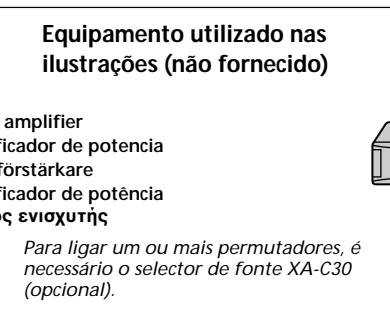 Equipamento utilizado nas
ilustrações (não fornecido)
amplifier
ficador de potencia
förstärkare
ficador de potência
ός ενισχυτής
Para ligar um ou mais permutadores, é
necessário o selector de fonte XA-C30
(opcional).